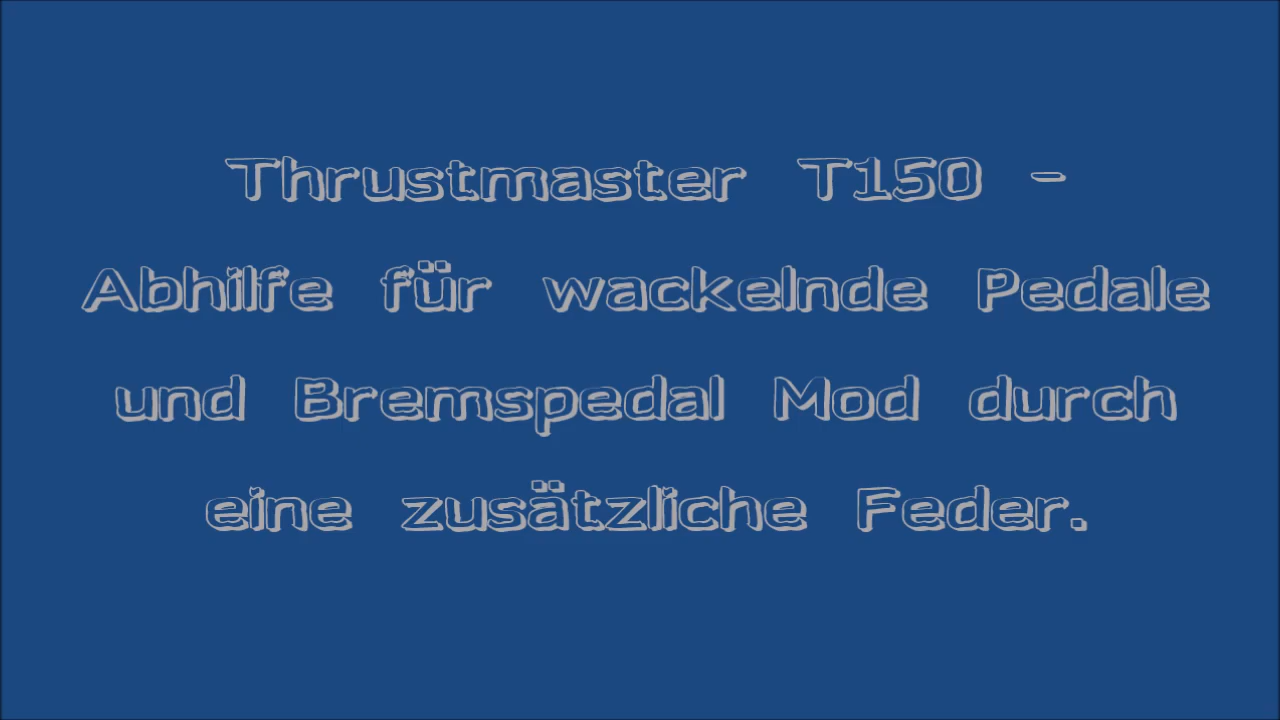 Thrustmaster T150 -
Abhilfe für wackelnde Pedale
und Bremspedal Mod durch
eine zusätzliche Feder.